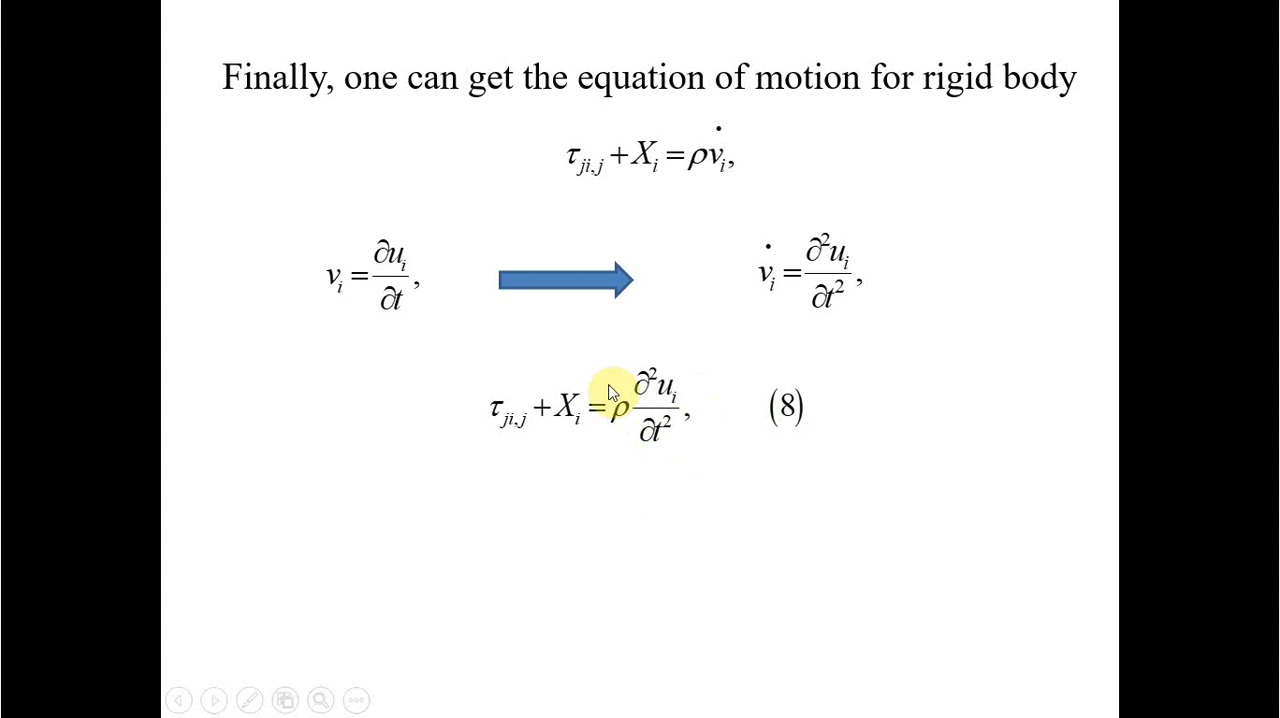 Finally, one can get the equation of motion for rigid body
τ_{ji,j} + X_i = ρv̇_i,
v_i = ∂u_i/∂t,
v̇_i = ∂²u_i/∂t²,
τ_{ji,j} + X_i = ρ ∂²u_i/∂t², (8)